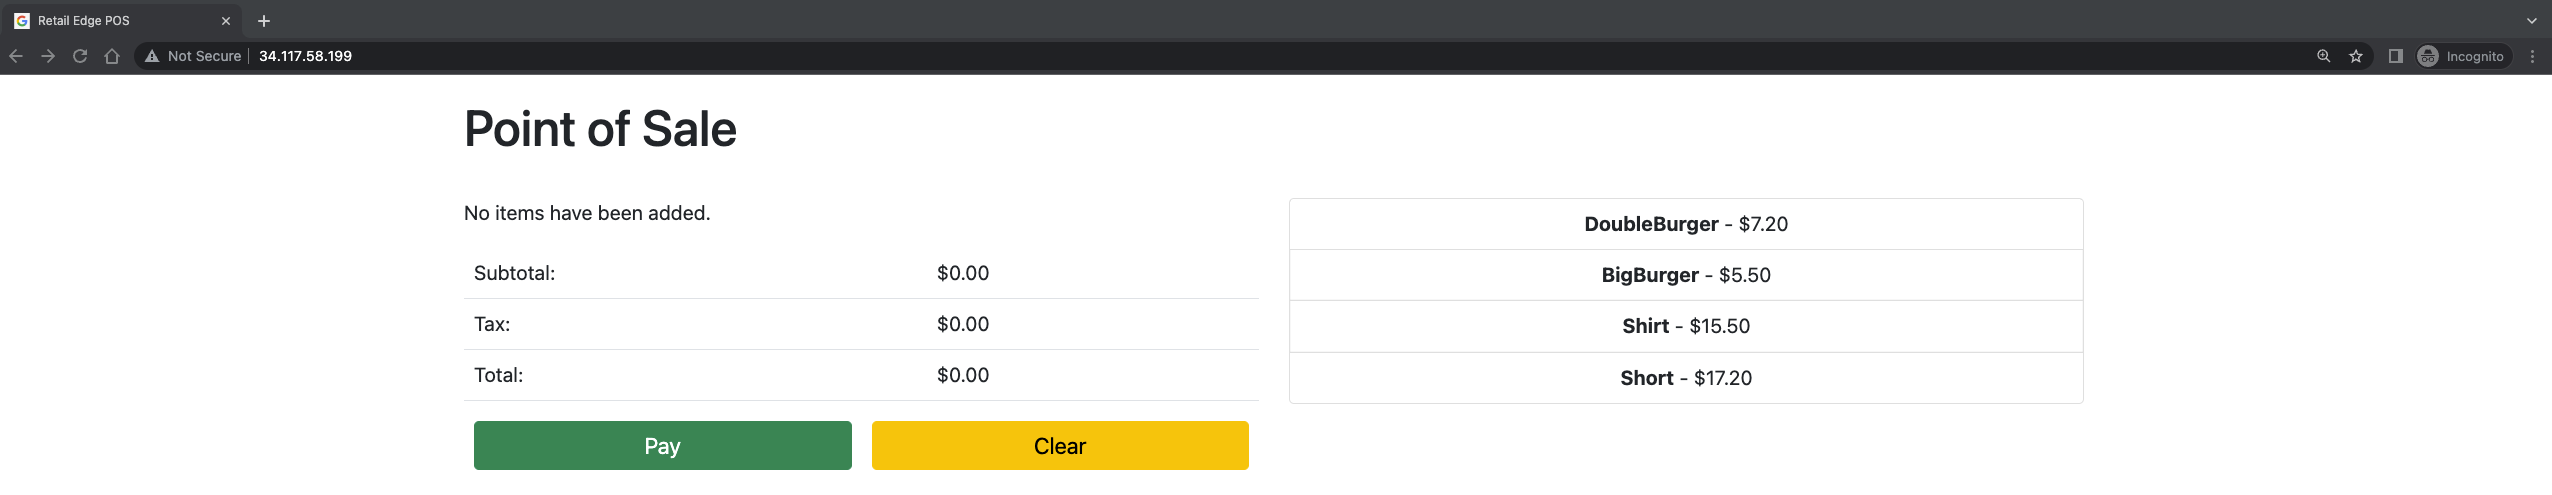 Retail Edge POS
Not Secure 34.117.58.199
Incognito
Point of Sale
No items have been added.
Subtotal: $0.00
Tax: $0.00
Total: $0.00
Pay Clear
DoubleBurger - $7.20
BigBurger - $5.50
Shirt - $15.50
Short - $17.20